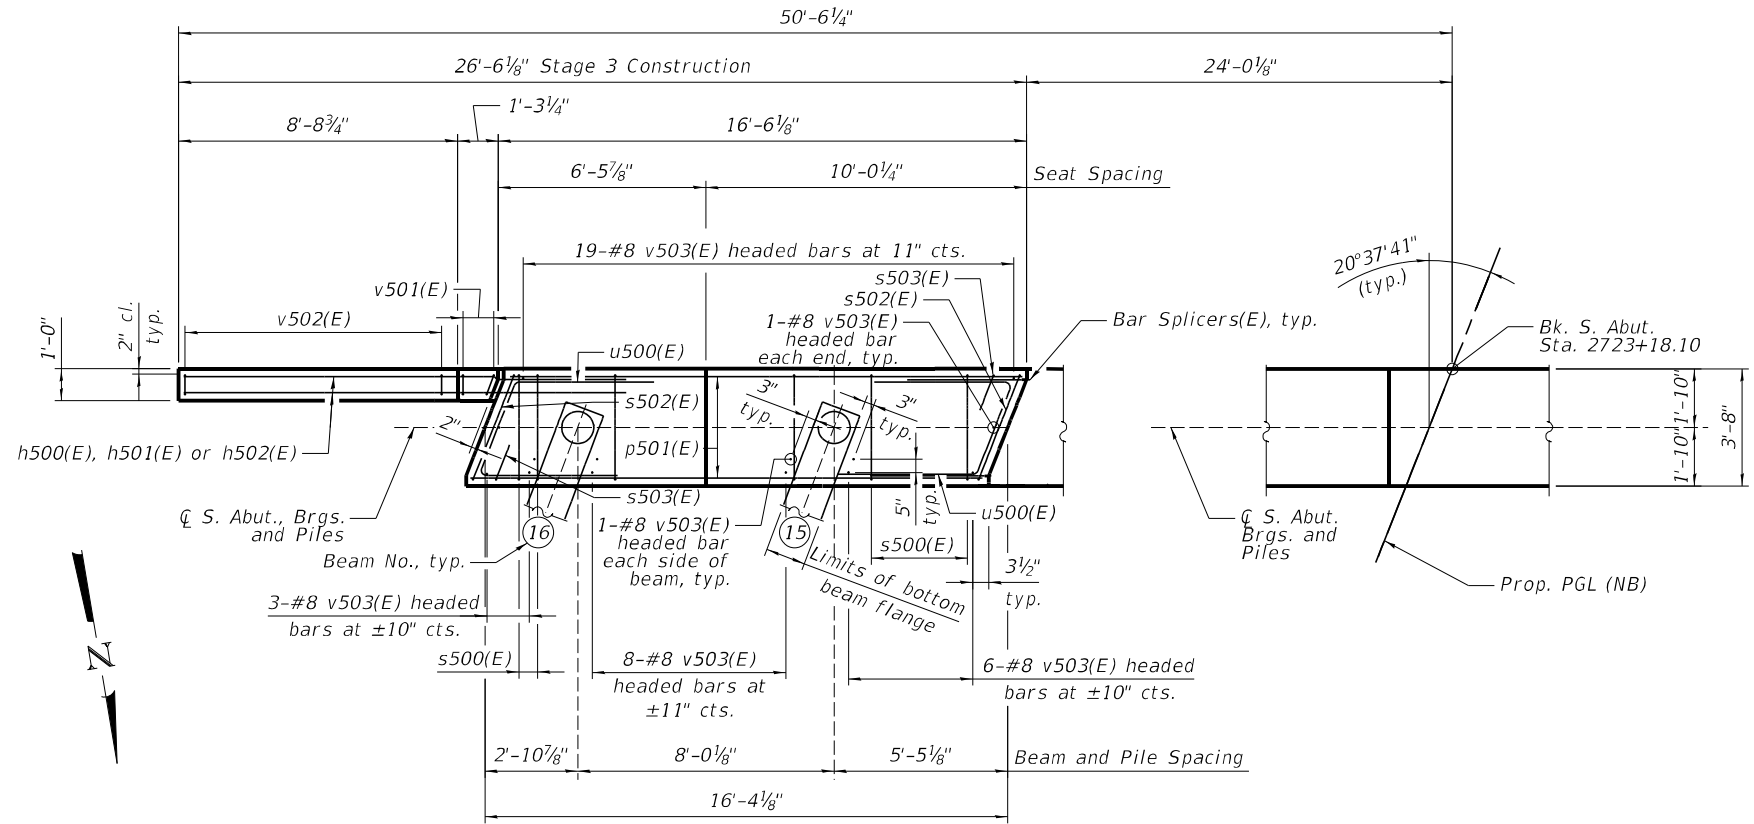 50'-6¼"
26'-6⅛" Stage 3 Construction
24'-0⅛"
1'-3¼"
8'-8¾"
16'-6⅛"
6'-5⅞"
10'-0¼"
Seat Spacing
19-#8 v503(E) headed bars at 11" cts.
20°37'41"
(typ.)
s503(E)
s502(E)
v501(E)
1-#8 v503(E)
headed bar
each end, typ.
Bar Splicers(E), typ.
Bk. S. Abut.
Sta. 2723+18.10
2" cl.
typ.
v502(E)
1'-0"
u500(E)
3"
typ.
3"
typ.
s502(E)
2"
p501(E)
1'-10"
1'-10"
3'-8"
h500(E), h501(E) or h502(E)
s503(E)
5"
typ.
u500(E)
℄ S. Abut., Brgs.
and Piles
℄ S. Abut.
Brgs. and
Piles
16
15
1-#8 v503(E)
headed bar
each side of
beam, typ.
s500(E)
Beam No., typ.
Limits of bottom
beam flange
3½"
typ.
Prop. PGL (NB)
3-#8 v503(E) headed
bars at ±10" cts.
N
s500(E)
8-#8 v503(E)
headed bars at
±11" cts.
6-#8 v503(E) headed
bars at ±10" cts.
2'-10⅞"
8'-0⅛"
5'-5⅛"
Beam and Pile Spacing
16'-4⅛"